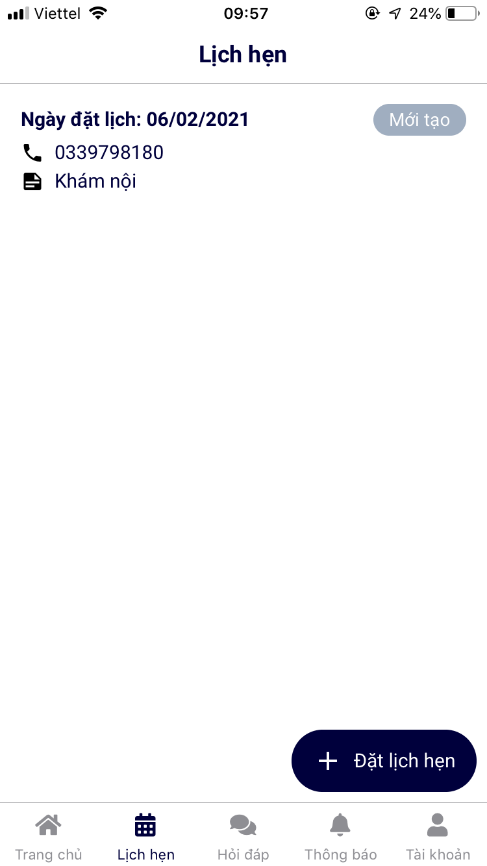 Viettel 09:57 24%
Lịch hẹn
Ngày đặt lịch: 06/02/2021 Mới tạo
0339798180
Khám nội
+ Đặt lịch hẹn
Trang chủ Lịch hẹn Hỏi đáp Thông báo Tài khoản